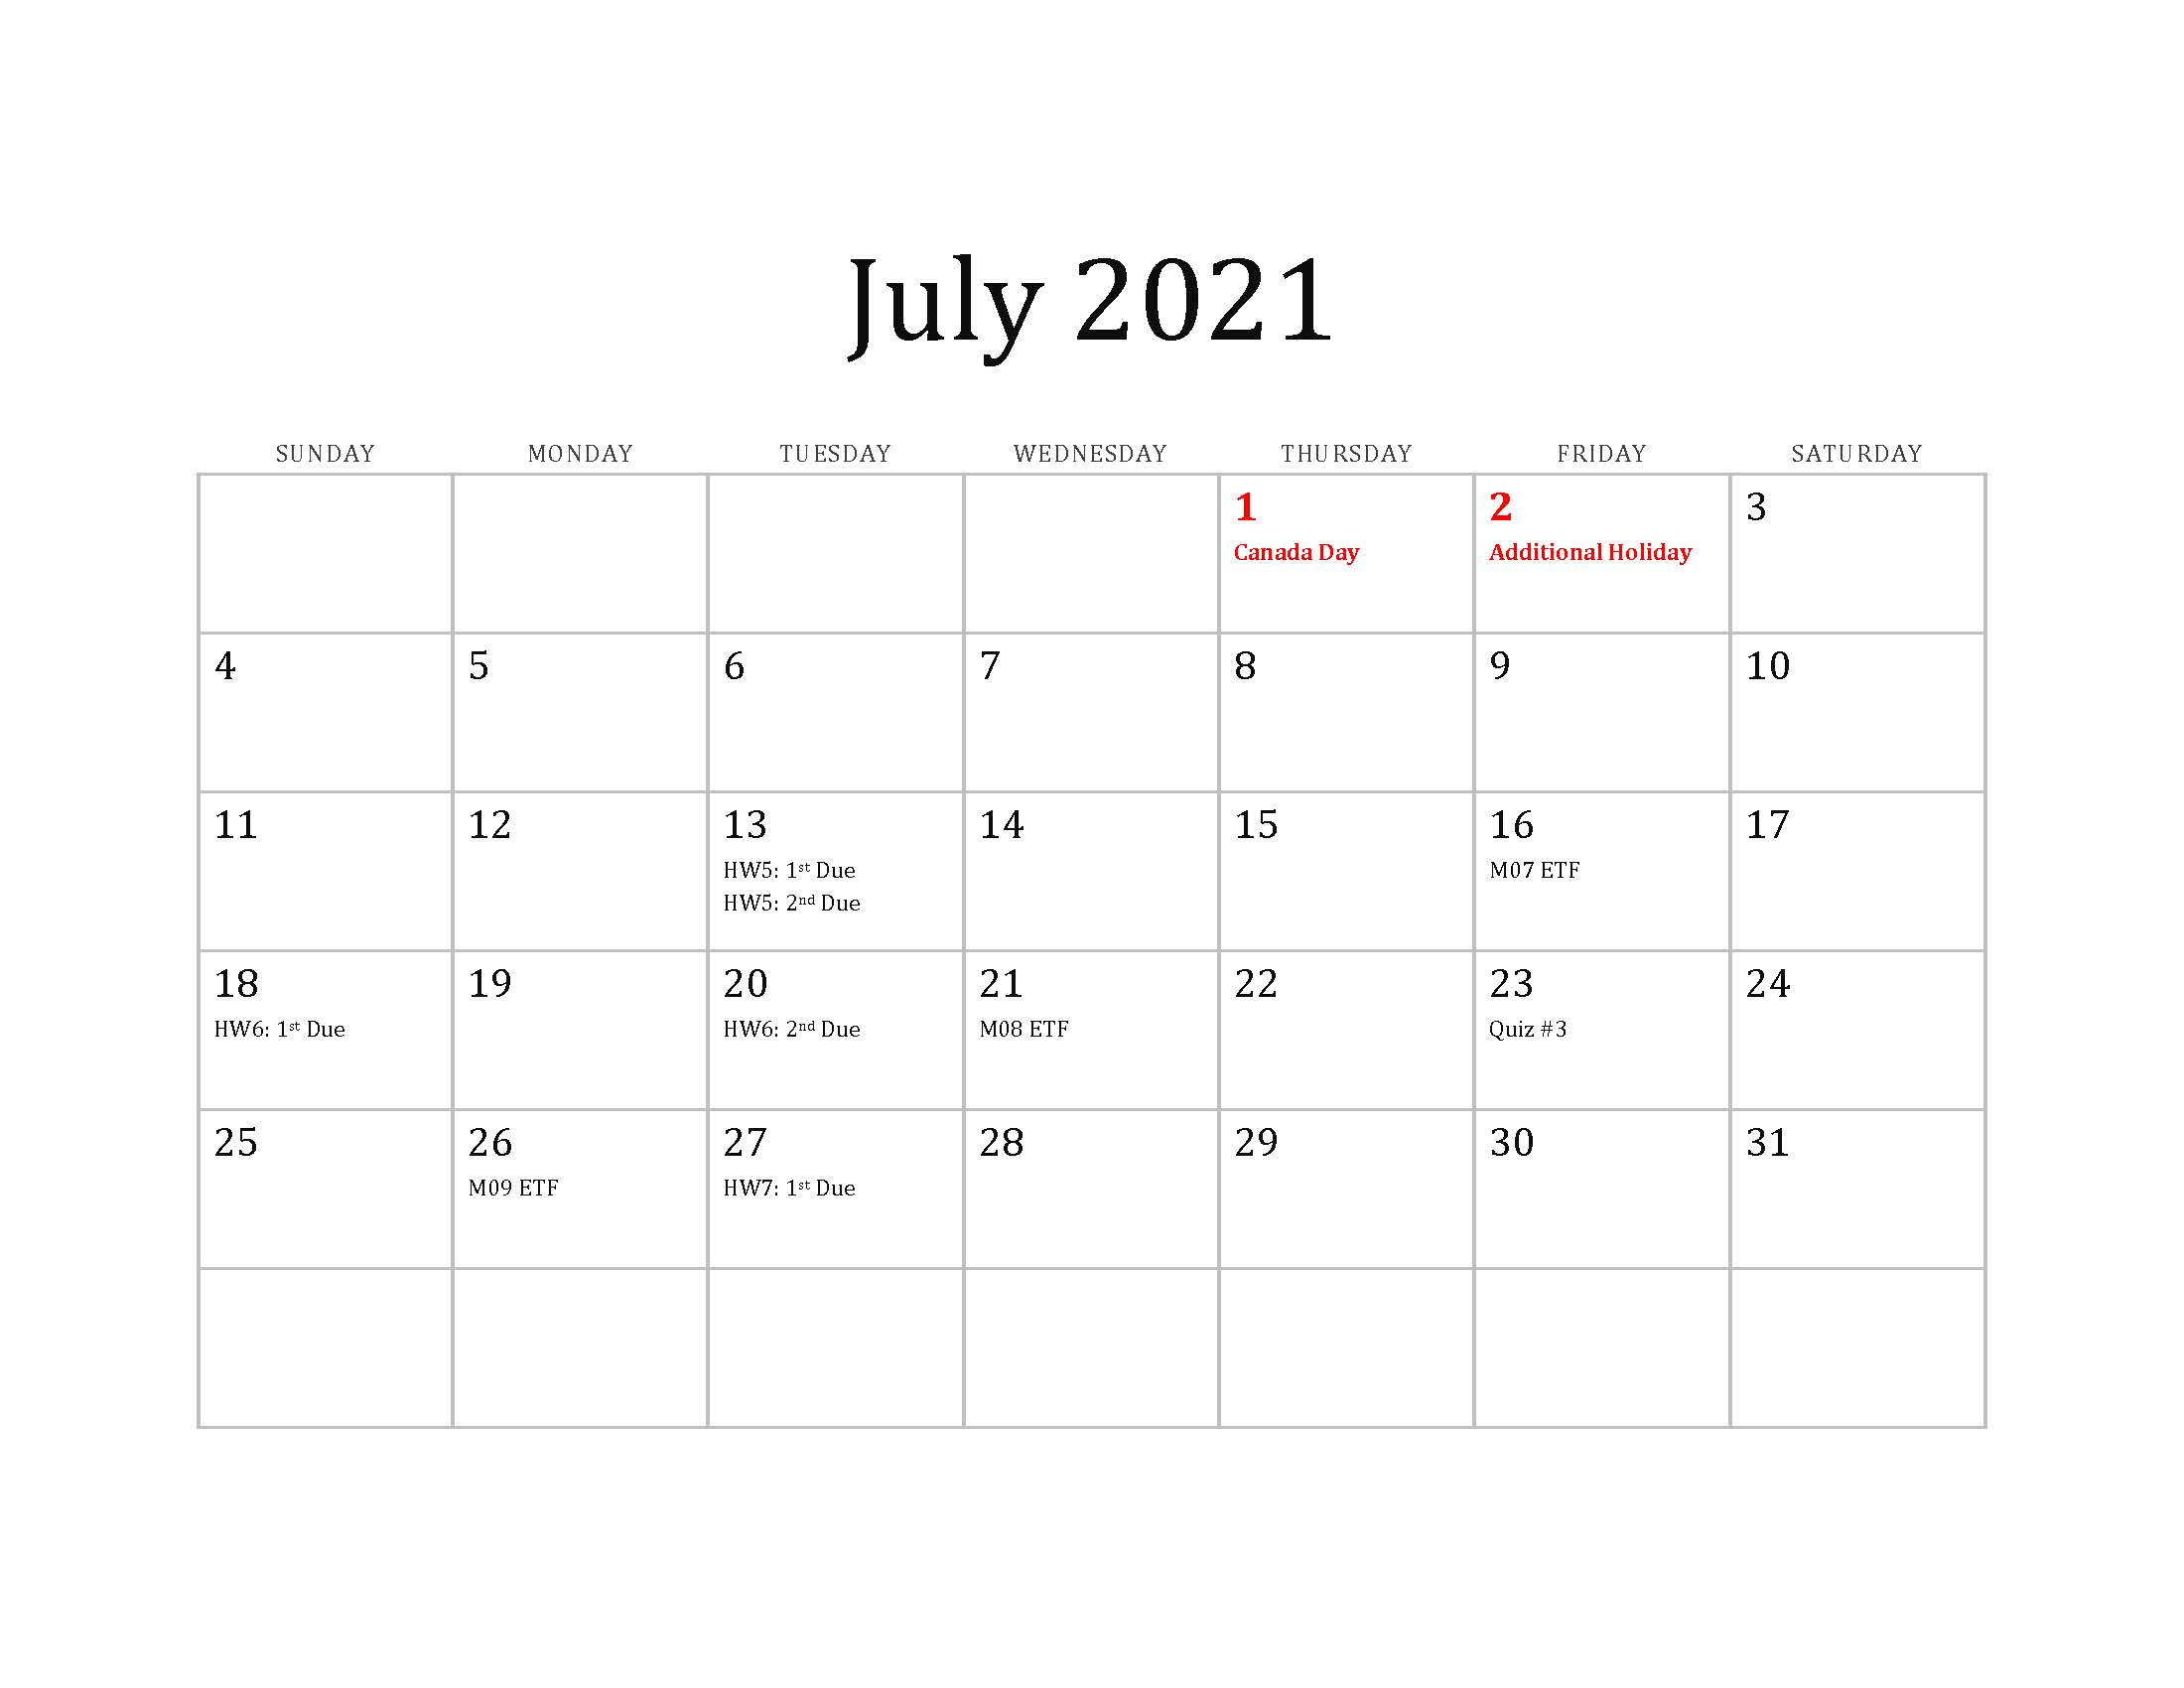 July 2021
SUNDAY MONDAY TUESDAY WEDNESDAY THURSDAY FRIDAY SATURDAY
1 2 3
Canada Day Additional Holiday
4 5 6 7 8 9 10
11 12 13 14 15 16 17
HW5: 1st Due M07 ETF
HW5: 2nd Due
18 19 20 21 22 23 24
HW6: 1st Due HW6: 2nd Due M08 ETF Quiz #3
25 26 27 28 29 30 31
M09 ETF HW7: 1st Due